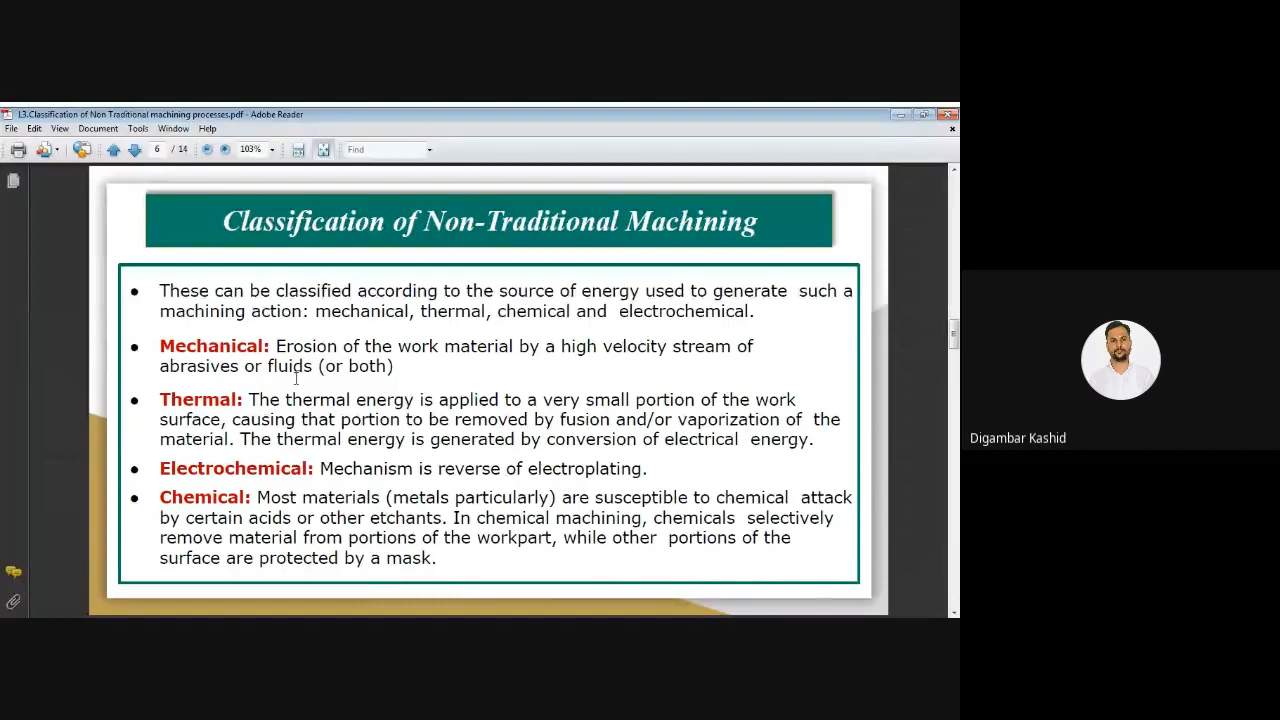 L3.Classification of Non Traditional machining processes.pdf - Adobe Reader
File Edit View Document Tools Window Help
6 / 14 103% Find
Classification of Non-Traditional Machining
• These can be classified according to the source of energy used to generate such a
machining action: mechanical, thermal, chemical and electrochemical.
• Mechanical: Erosion of the work material by a high velocity stream of
abrasives or fluids (or both)
• Thermal: The thermal energy is applied to a very small portion of the work
surface, causing that portion to be removed by fusion and/or vaporization of the
material. The thermal energy is generated by conversion of electrical energy.
• Electrochemical: Mechanism is reverse of electroplating.
• Chemical: Most materials (metals particularly) are susceptible to chemical attack
by certain acids or other etchants. In chemical machining, chemicals selectively
remove material from portions of the workpart, while other portions of the
surface are protected by a mask.
Digambar Kashid